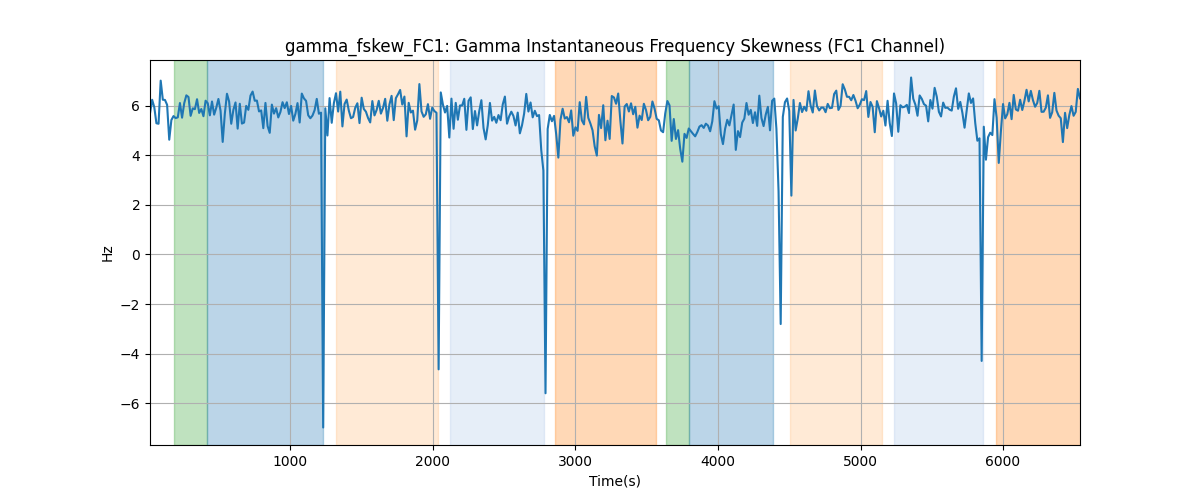 gamma_fskew_FC1: Gamma Instantaneous Frequency Skewness (FC1 Channel)
Hz
6
4
2
0
−2
−4
−6
1000 2000 3000 4000 5000 6000
Time(s)